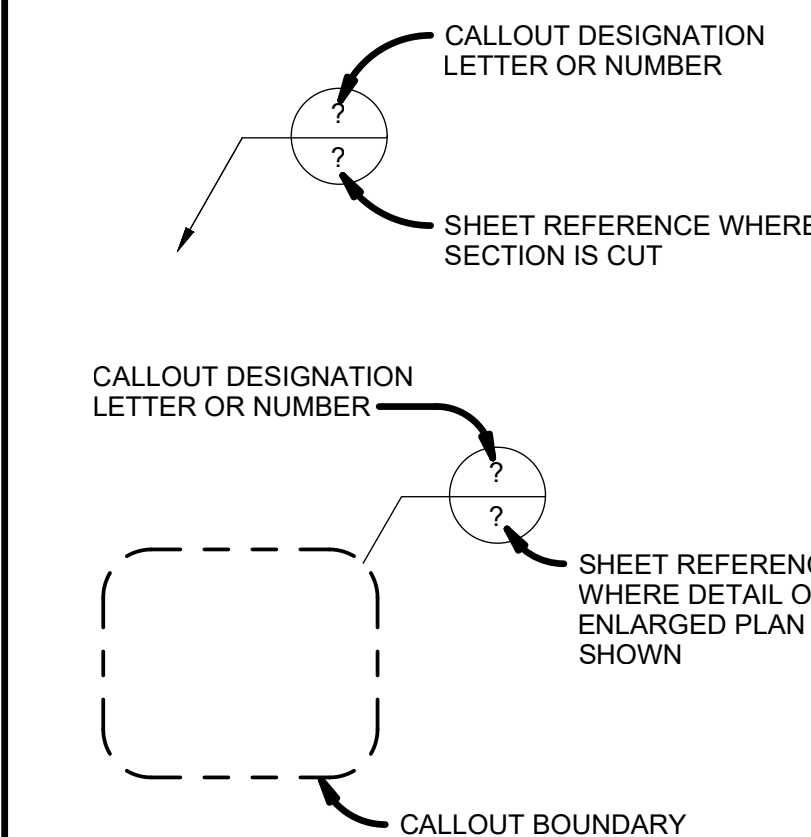 CALLOUT DESIGNATION
LETTER OR NUMBER
?
?
SHEET REFERENCE WHERE
SECTION IS CUT
CALLOUT DESIGNATION
LETTER OR NUMBER
?
?
SHEET
WHERE DETAIL
ENLARGED PLAN
SHOWN
CALLOUT BOUNDARY